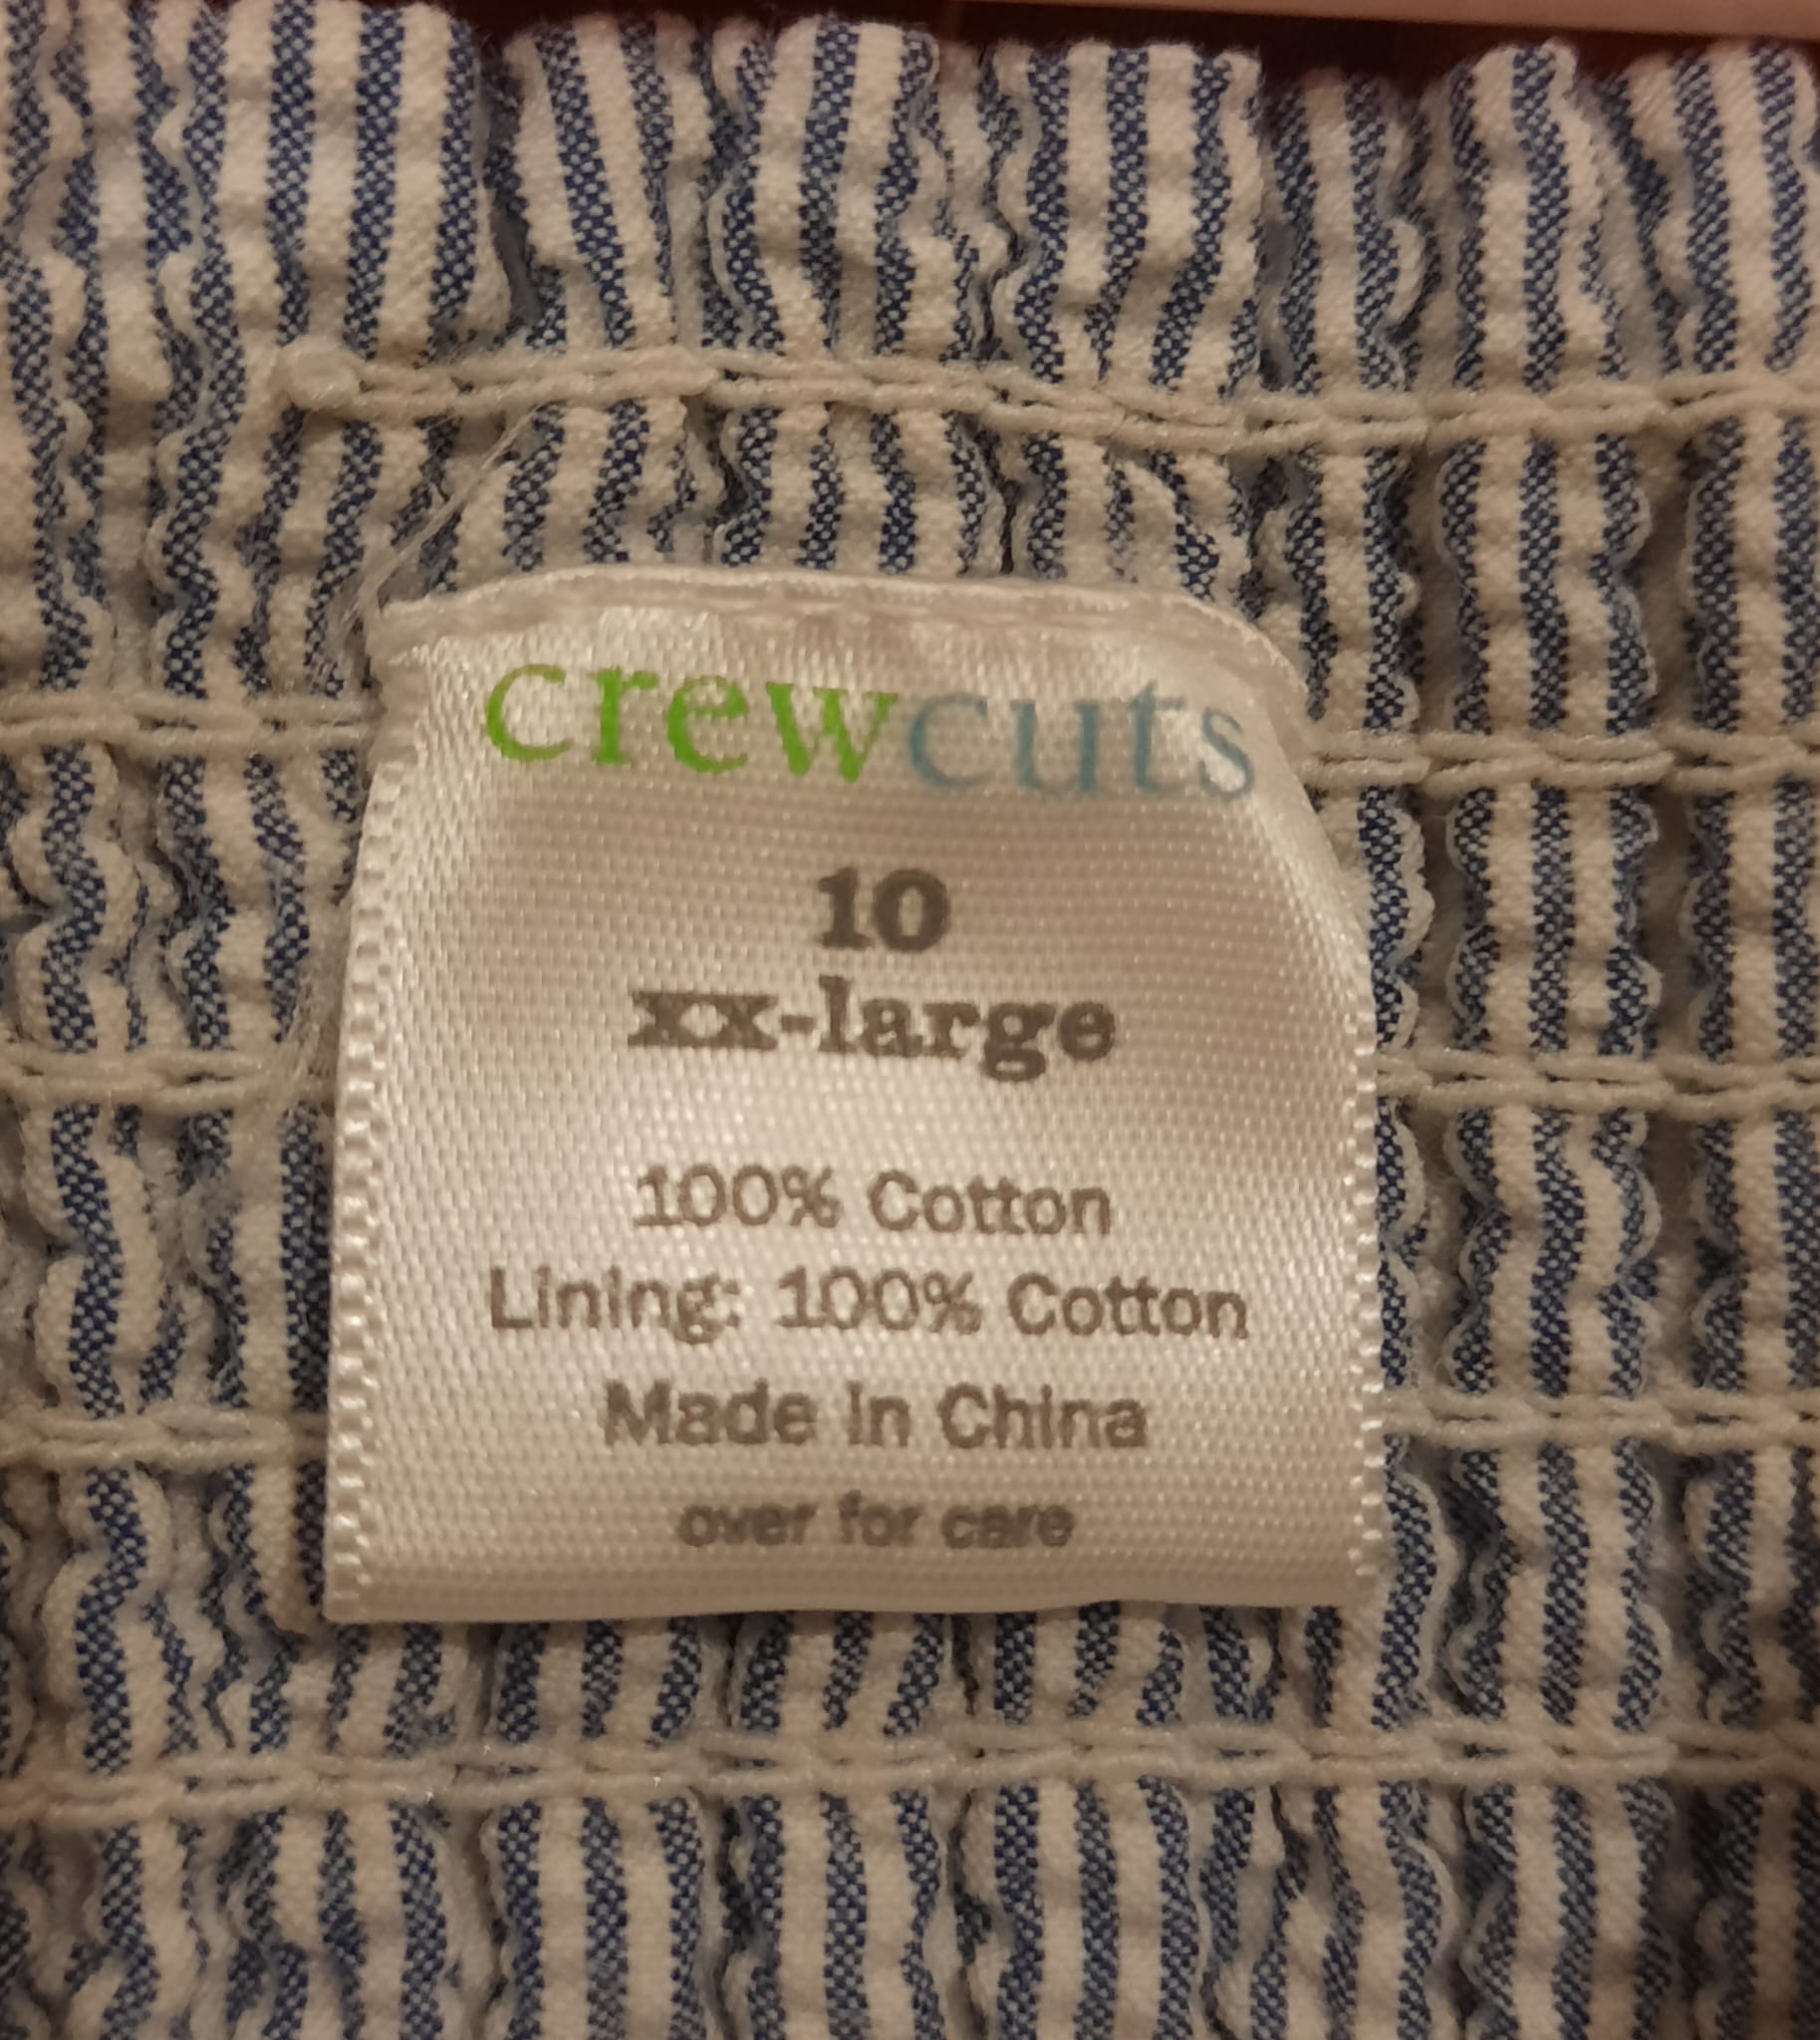 crewcuts
10
xx-large
100% Cotton
Lining: 100% Cotton
Made in China
over for care